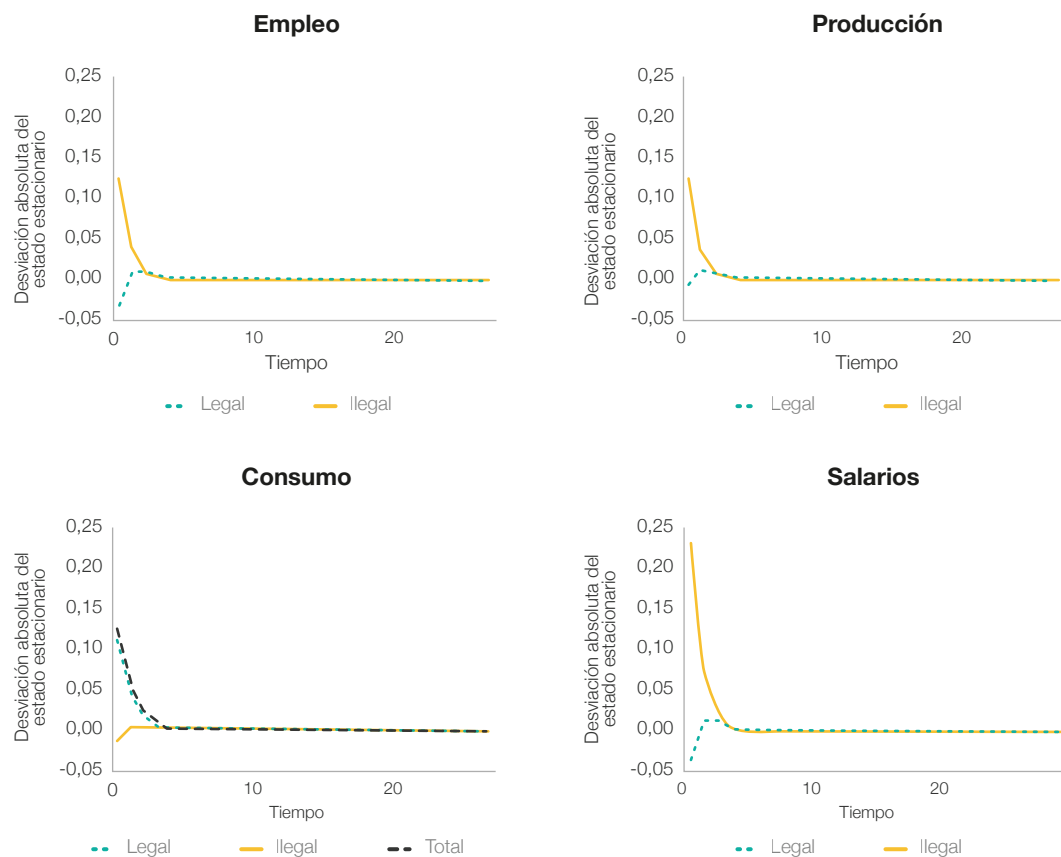 Empleo
Desviación absoluta del
estado estacionario
0,25
0,20
0,15
0,10
0,05
0,00
-0,05
0
10
20
Tiempo
Legal
Ilegal
Producción
Desviación absoluta del
estado estacionario
0,25
0,20
0,15
0,10
0,05
0,00
-0,05
0
10
20
Tiempo
Legal
Ilegal
Consumo
Desviación absoluta del
estado estacionario
0,25
0,20
0,15
0,10
0,05
0,00
-0,05
0
10
20
Tiempo
Legal
Ilegal
Total
Salarios
Desviación absoluta del
estado estacionario
0,25
0,20
0,15
0,10
0,05
0,00
-0,05
0
10
20
Tiempo
Legal
Ilegal